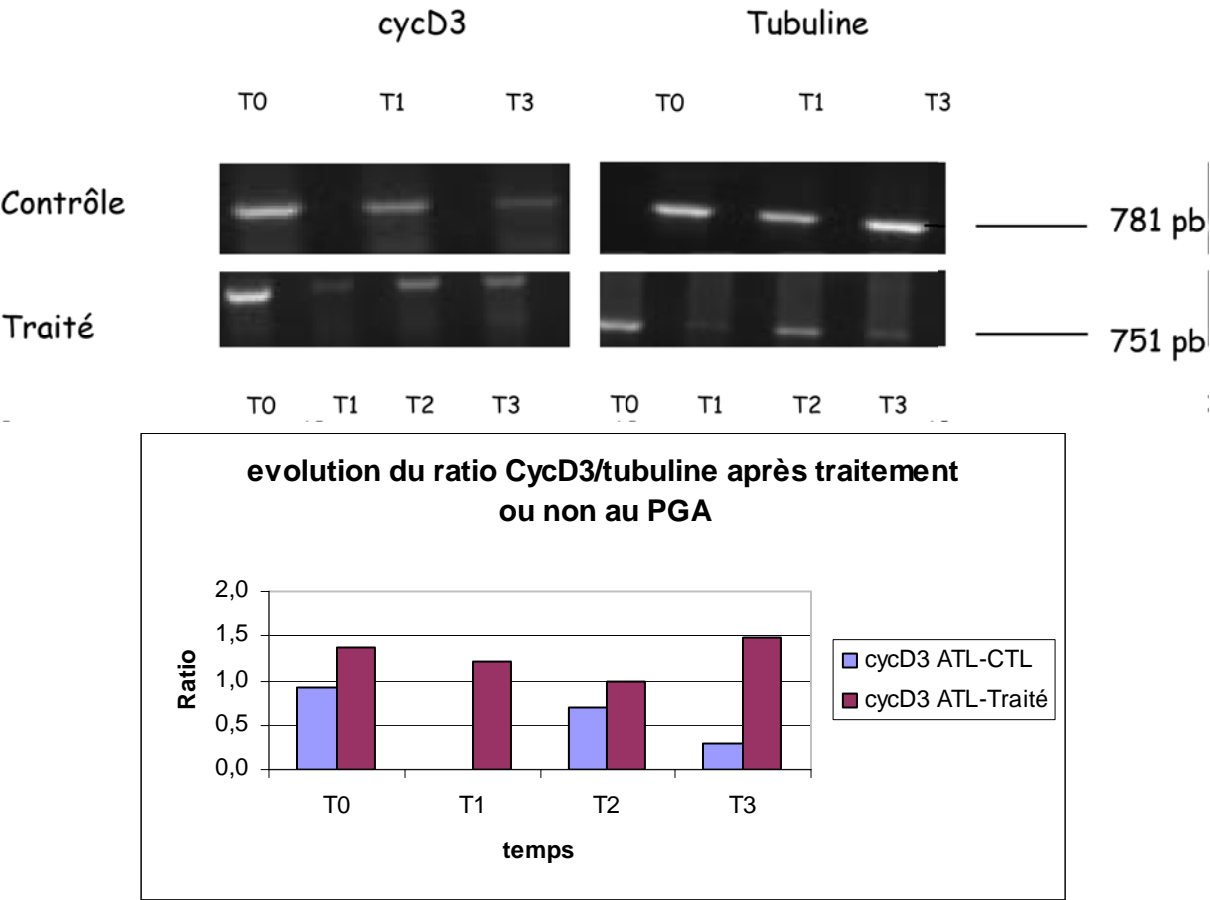 cycD3 Tubuline
T0 T1 T3 T0 T1 T3
Contrôle
781 pb
Traité
751 pb
T0 T1 T2 T3 T0 T1 T2 T3
evolution du ratio CycD3/tubuline après traitement
ou non au PGA
2,0
1,5
1,0
0,5
0,0
Ratio
T0 T1 T2 T3
temps
cycD3 ATL-CTL
cycD3 ATL-Traité